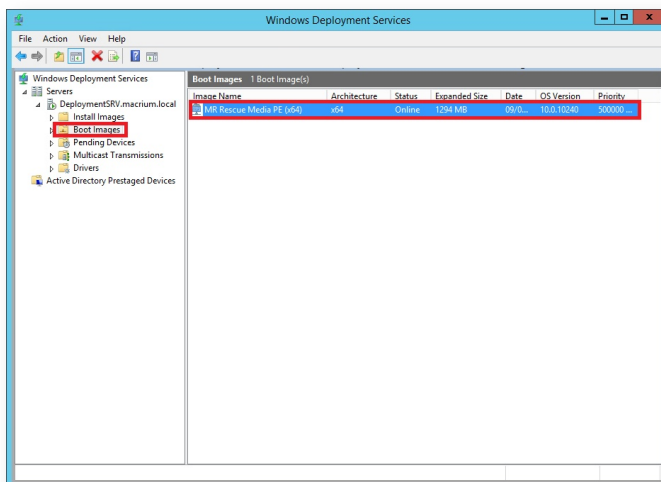 Windows Deployment Services
File Action View Help
Windows Deployment Services
Servers
DeploymentSRV.macrium.local
Install Images
Boot Images
Pending Devices
Multicast Transmissions
Drivers
Active Directory Prestaged Devices
Boot Images 1 Boot Image(s)
Image Name Architecture Status Expanded Size Date OS Version Priority
MR Rescue Media PE (x64) x64 Online 1294 MB 09/0... 10.0.10240 500000 ...